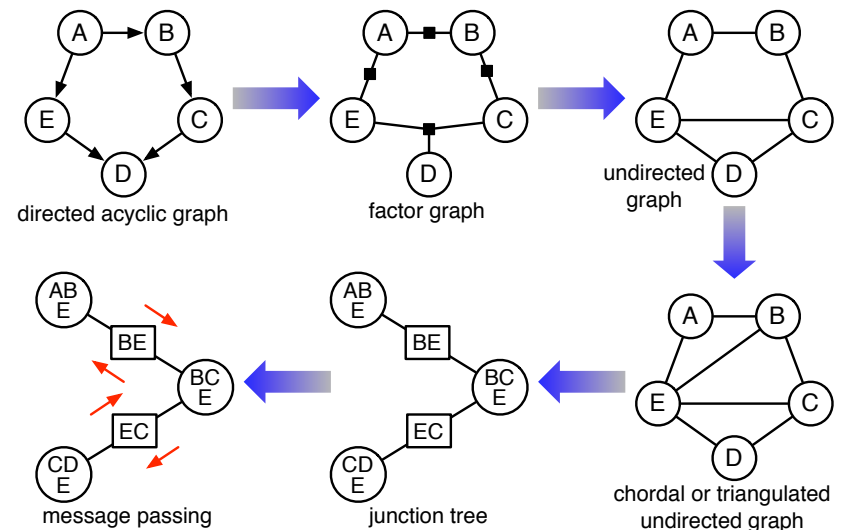 A
B
E
C
D
directed acyclic graph
A
B
E
C
D
factor graph
A
B
E
C
D
undirected
graph
AB
E
BE
BC
E
EC
CD
E
message passing
AB
E
BE
BC
E
EC
CD
E
junction tree
A
B
E
C
D
chordal or triangulated
undirected graph